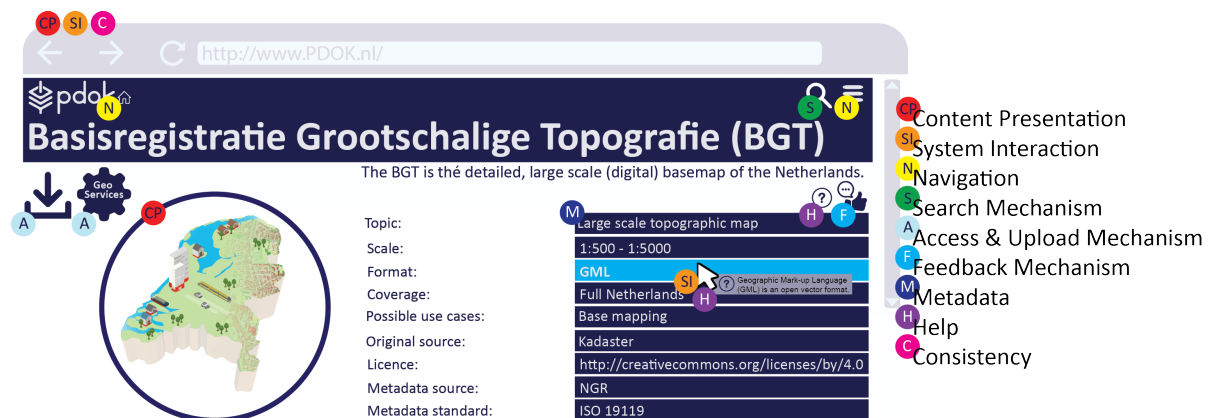 CP SI C
http://www.PDOK.nl/
pdok
N
S N
Basisregistratie Grootschalige Topografie (BGT)
The BGT is thé detailed, large scale (digital) basemap of the Netherlands.
Geo
Services
A A
CP
?
H F
M
Topic: Large scale topographic map
Scale: 1:500 - 1:5000
Format: GML
SI
H
? Geographic Mark-up Language
(GML) is an open vector format.
Coverage: Full Netherlands
Possible use cases: Base mapping
Original source: Kadaster
Licence: http://creativecommons.org/licenses/by/4.0
Metadata source: NGR
Metadata standard: ISO 19119
CP Content Presentation
SI System Interaction
N Navigation
S Search Mechanism
A Access & Upload Mechanism
F Feedback Mechanism
M Metadata
H Help
C Consistency